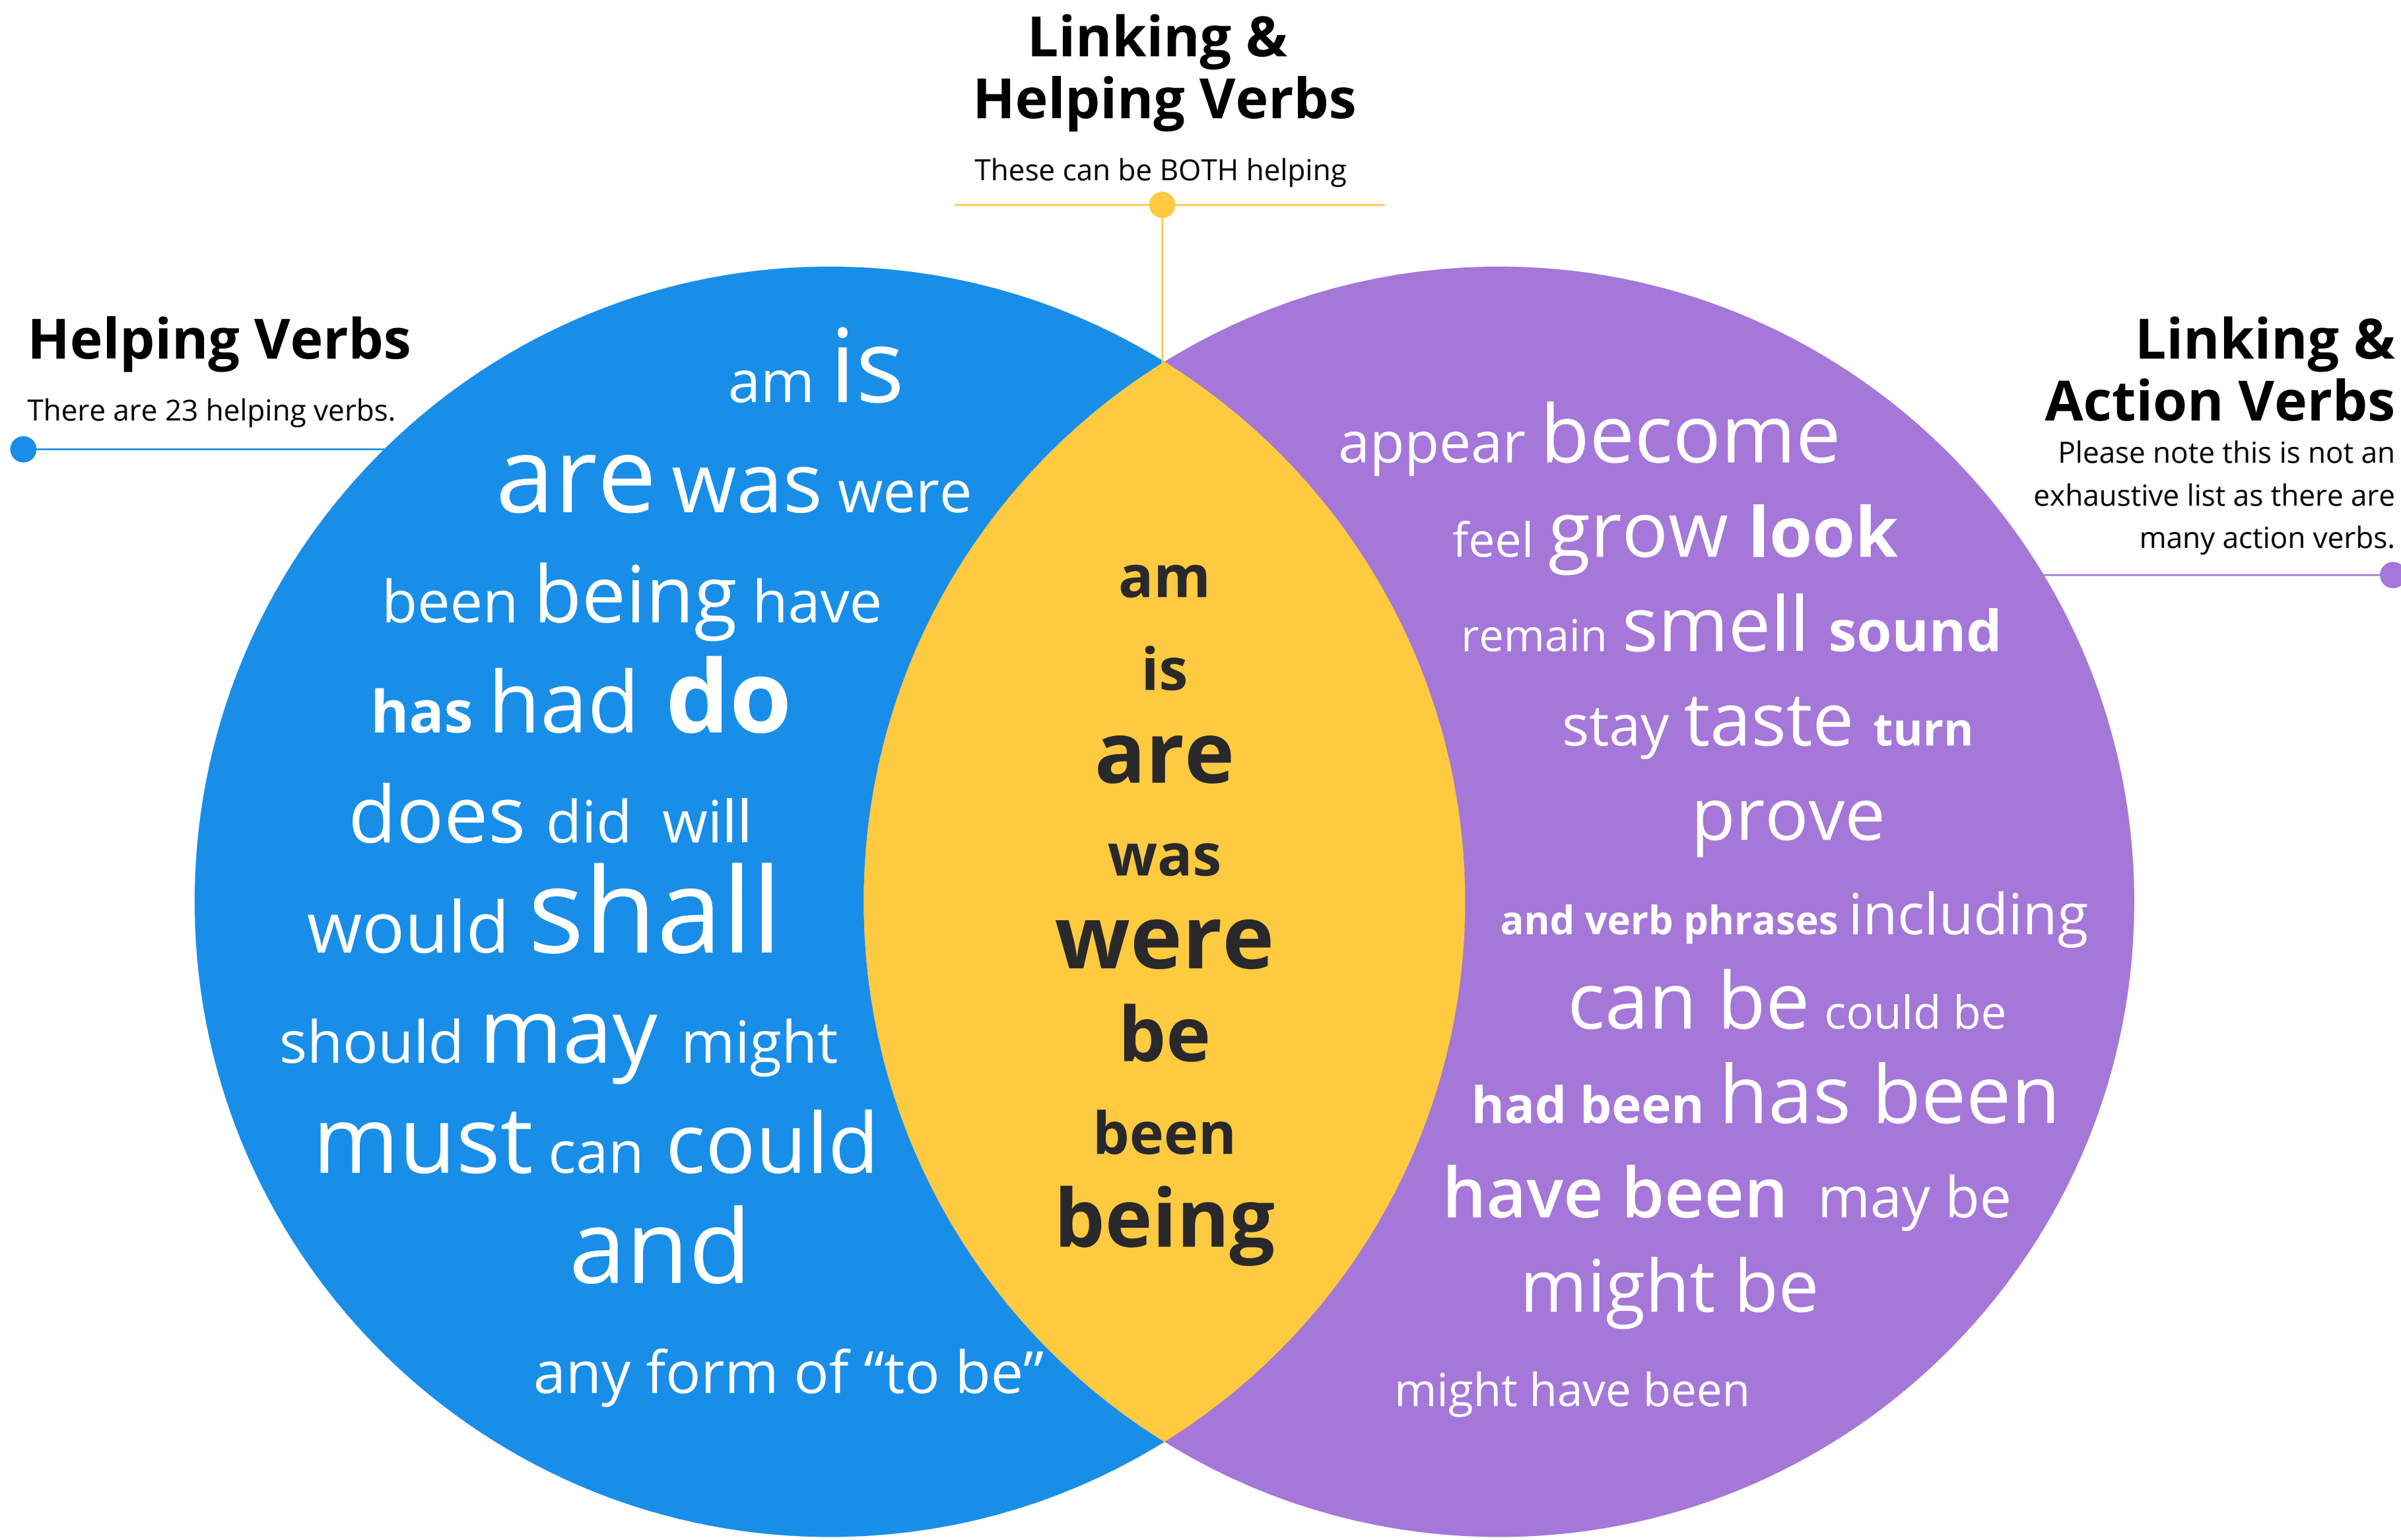 Linking &
Helping Verbs
These can be BOTH helping
Helping Verbs
There are 23 helping verbs.
am is
are was were
been being have
has had do
does did will
would shall
should may might
must can could
and
any form of “to be”
am
is
are
was
were
be
been
being
Linking &
Action Verbs
Please note this is not an
exhaustive list as there are
many action verbs.
appear become
feel grow look
remain smell sound
stay taste turn
prove
and verb phrases including
can be could be
had been has been
have been may be
might be
might have been